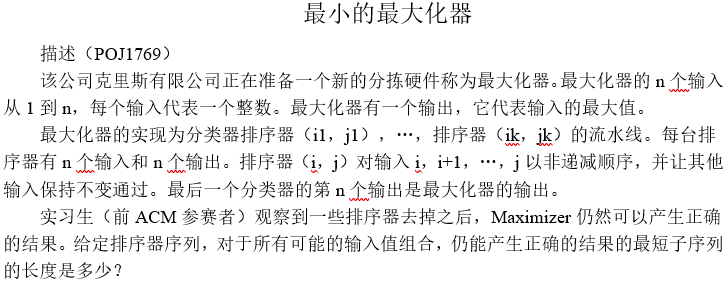 最小的最大化器
描述（POJ1769）
该公司克里斯有限公司正在准备一个新的分拣硬件称为最大化器。最大化器的 n 个输入
从 1 到 n，每个输入代表一个整数。最大化器有一个输出，它代表输入的最大值。
最大化器的实现为分类器排序器（i1，j1），…，排序器（ik，jk）的流水线。每台排
序器有 n 个输入和 n 个输出。排序器（i，j）对输入 i，i+1，…，j 以非递减顺序，并让其他
输入保持不变通过。最后一个分类器的第 n 个输出是最大化器的输出。
实习生（前 ACM 参赛者）观察到一些排序器去掉之后，Maximizer 仍然可以产生正确
的结果。给定排序器序列，对于所有可能的输入值组合，仍能产生正确的结果的最短子序列
的长度是多少？